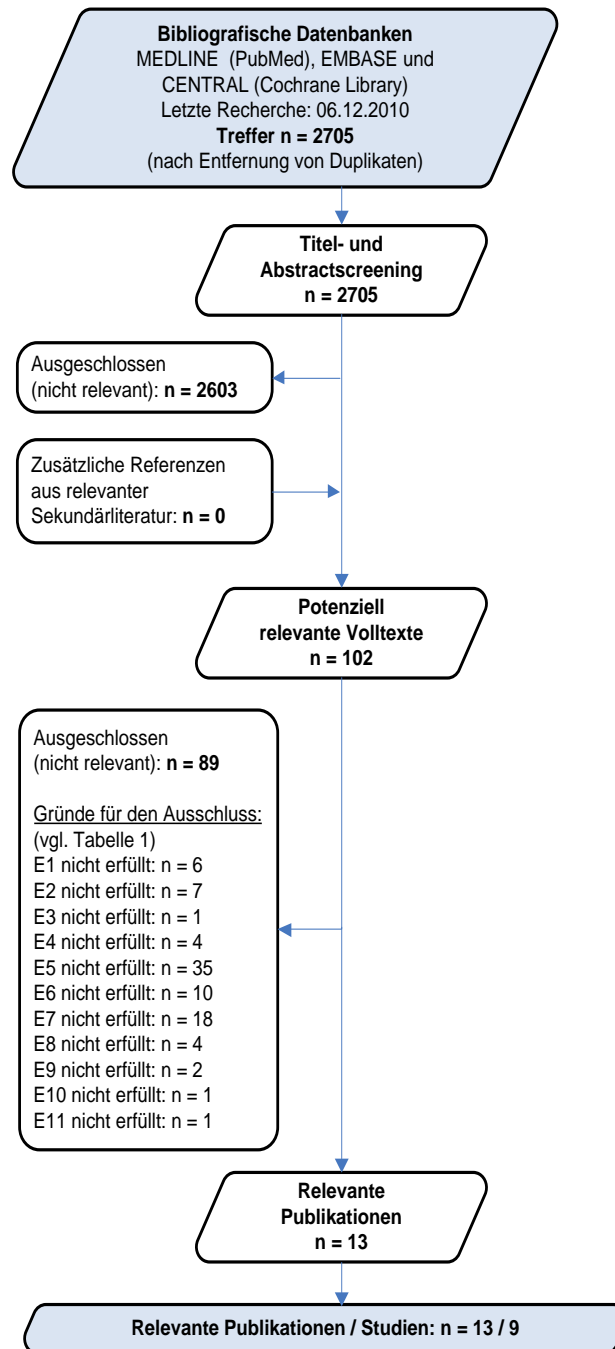 Bibliografische Datenbanken
MEDLINE (PubMed), EMBASE und
CENTRAL (Cochrane Library)
Letzte Recherche: 06.12.2010
Treffer n = 2705
(nach Entfernung von Duplikaten)
Titel- und
Abstractscreening
n = 2705
Ausgeschlossen
(nicht relevant): n = 2603
Zusätzliche Referenzen
aus relevanter
Sekundärliteratur: n = 0
Potenziell
relevante Volltexte
n = 102
Ausgeschlossen
(nicht relevant): n = 89
Gründe für den Ausschluss:
(vgl. Tabelle 1)
E1 nicht erfüllt: n = 6
E2 nicht erfüllt: n = 7
E3 nicht erfüllt: n = 1
E4 nicht erfüllt: n = 4
E5 nicht erfüllt: n = 35
E6 nicht erfüllt: n = 10
E7 nicht erfüllt: n = 18
E8 nicht erfüllt: n = 4
E9 nicht erfüllt: n = 2
E10 nicht erfüllt: n = 1
E11 nicht erfüllt: n = 1
Relevante
Publikationen
n = 13
Relevante Publikationen / Studien: n = 13 / 9